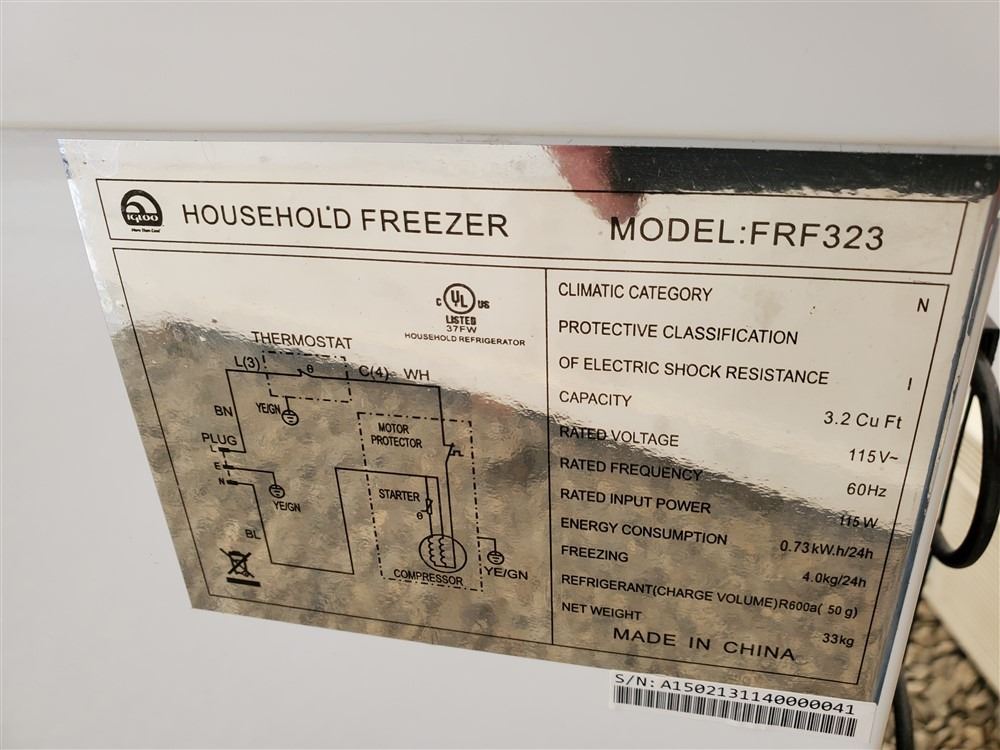 IGLOO
HOUSEHOLD FREEZER MODEL:FRF323
C UL US
LISTED
37FW
HOUSEHOLD REFRIGERATOR
THERMOSTAT
L(3) θ C(4) WH
BN YE/GN
MOTOR
PROTECTOR
PLUG
L
E
N
YE/GN
STARTER
θ
BL
COMPRESSOR YE/GN
CLIMATIC CATEGORY N
PROTECTIVE CLASSIFICATION
OF ELECTRIC SHOCK RESISTANCE I
CAPACITY 3.2 Cu Ft
RATED VOLTAGE 115V~
RATED FREQUENCY 60Hz
RATED INPUT POWER 115W
ENERGY CONSUMPTION 0.73kW.h/24h
FREEZING 4.0kg/24h
REFRIGERANT(CHARGE VOLUME)R600a( 50 g)
NET WEIGHT 33kg
MADE IN CHINA
S/N: A1502131140000041